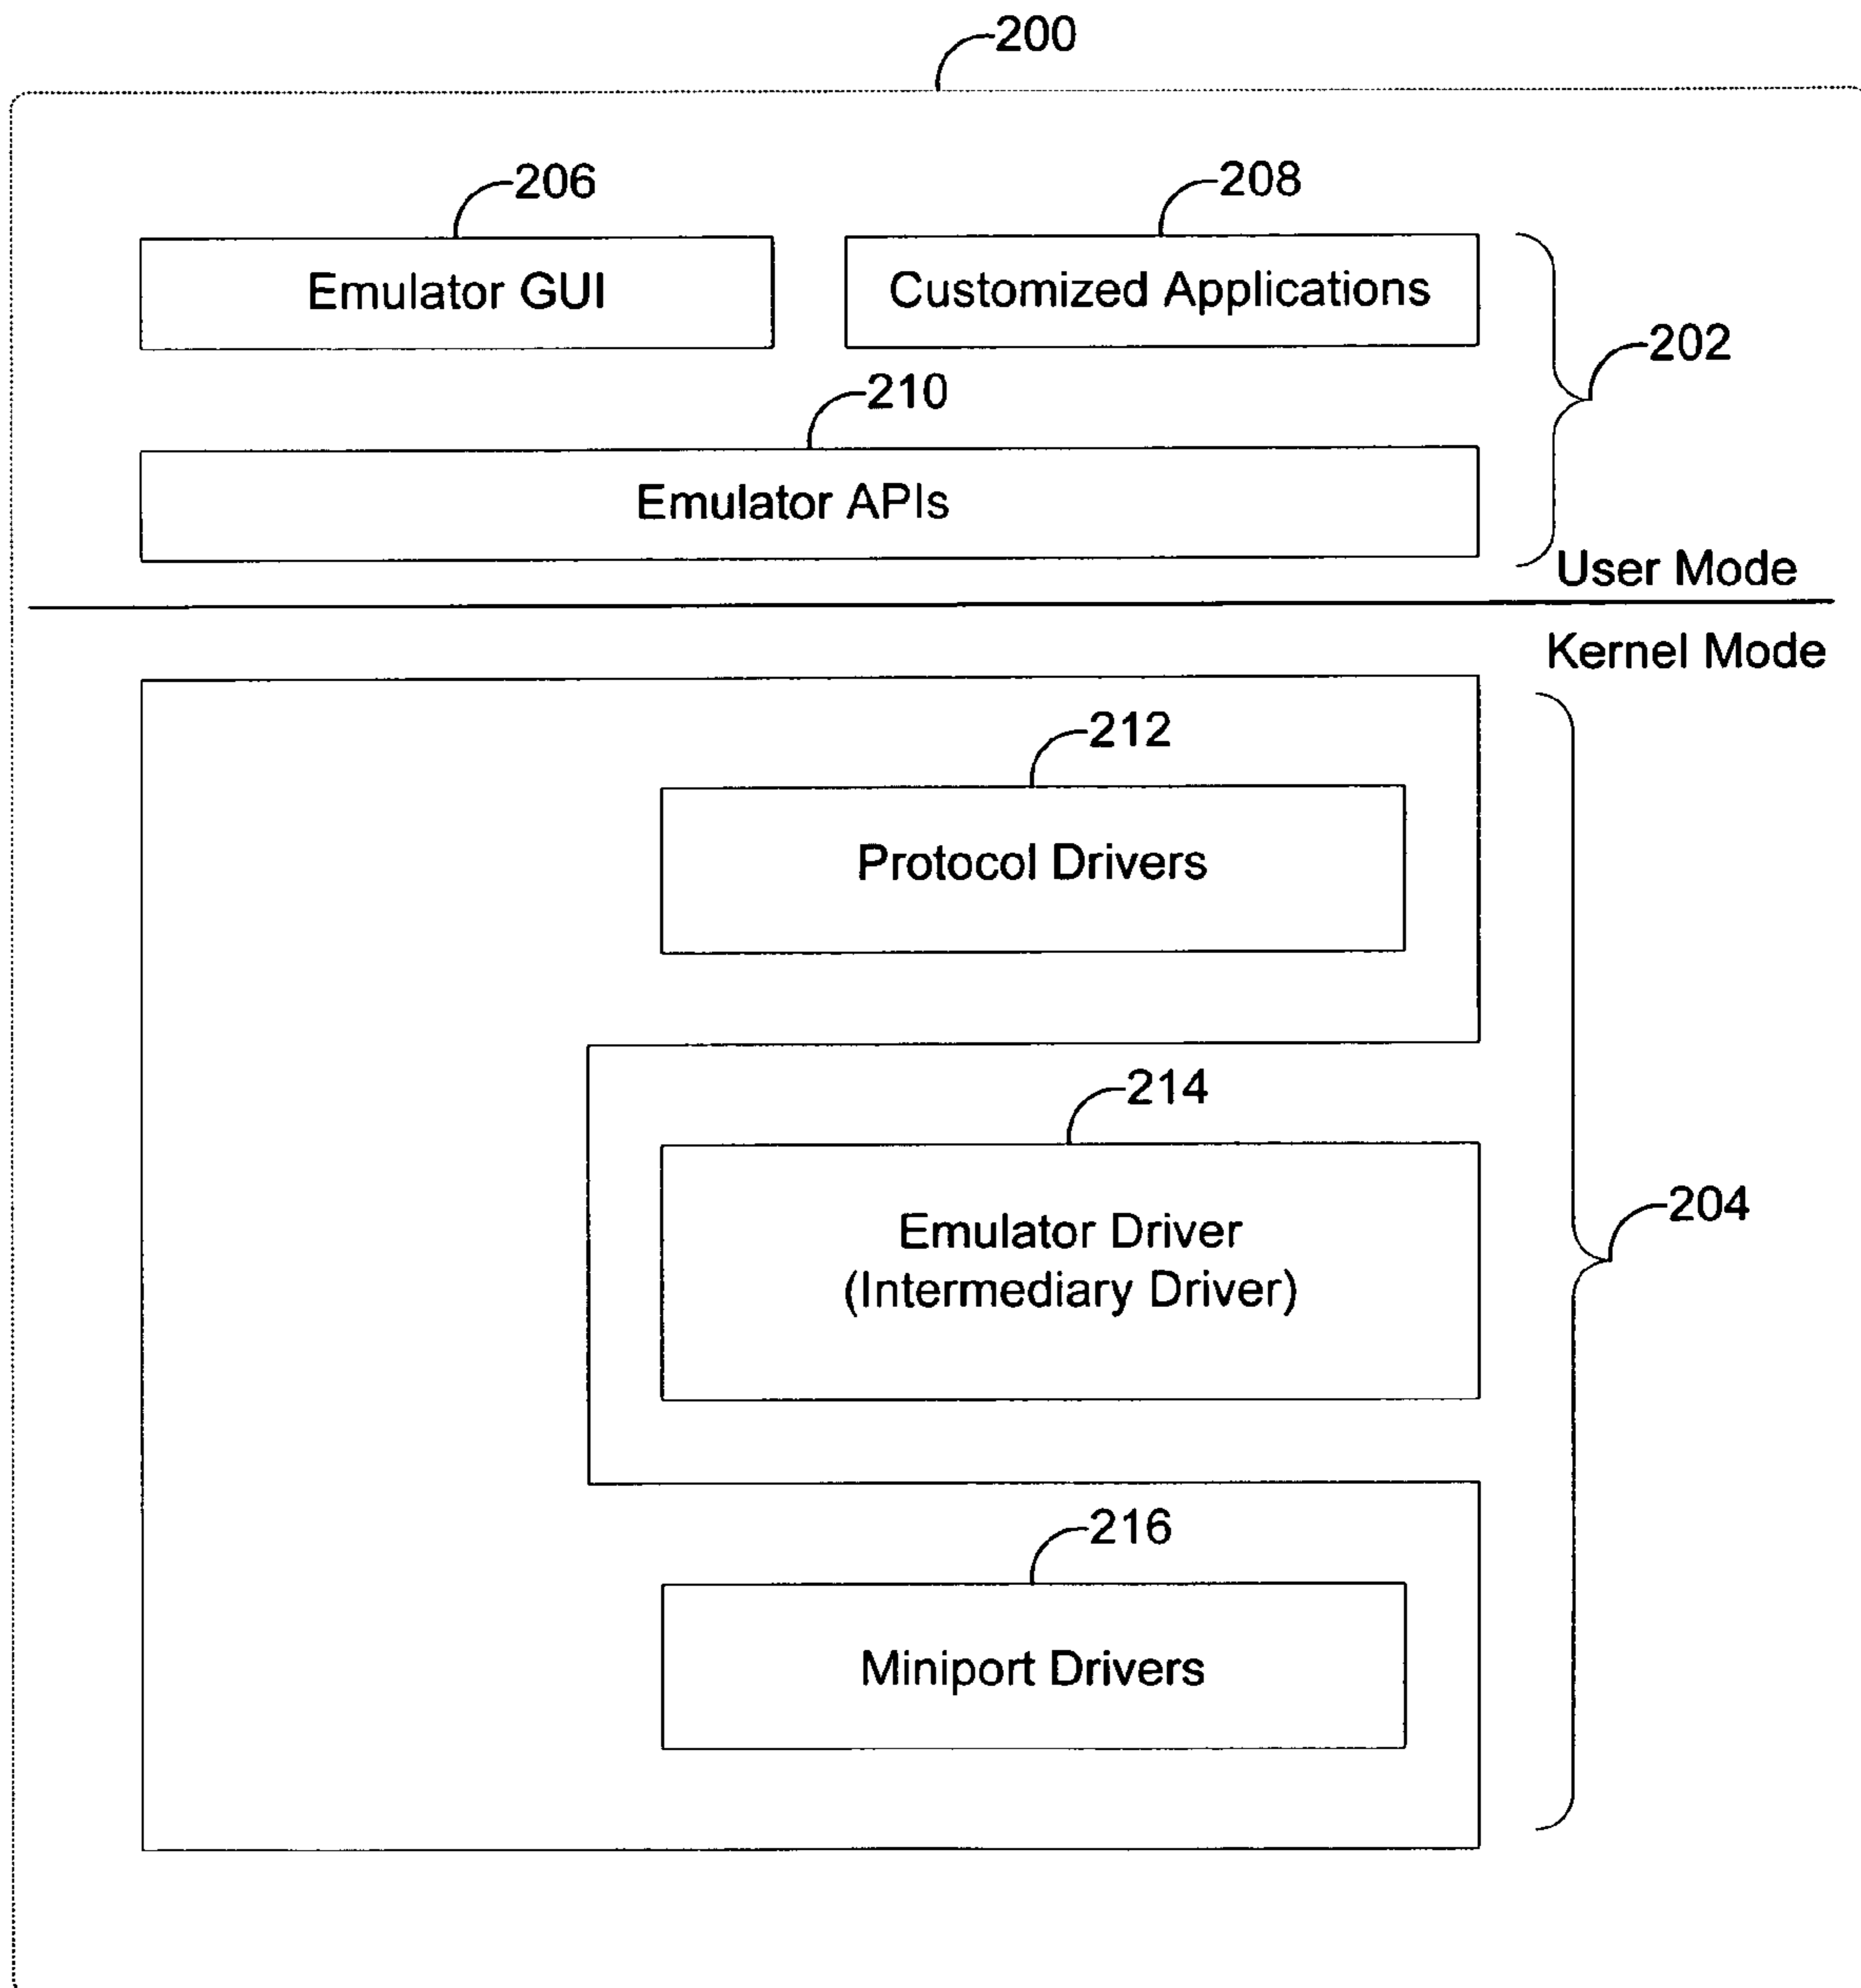 200
206
208
Emulator GUI
Customized Applications
202
210
Emulator APIs
User Mode
Kernel Mode
212
Protocol Drivers
214
Emulator Driver
(Intermediary Driver)
204
216
Miniport Drivers